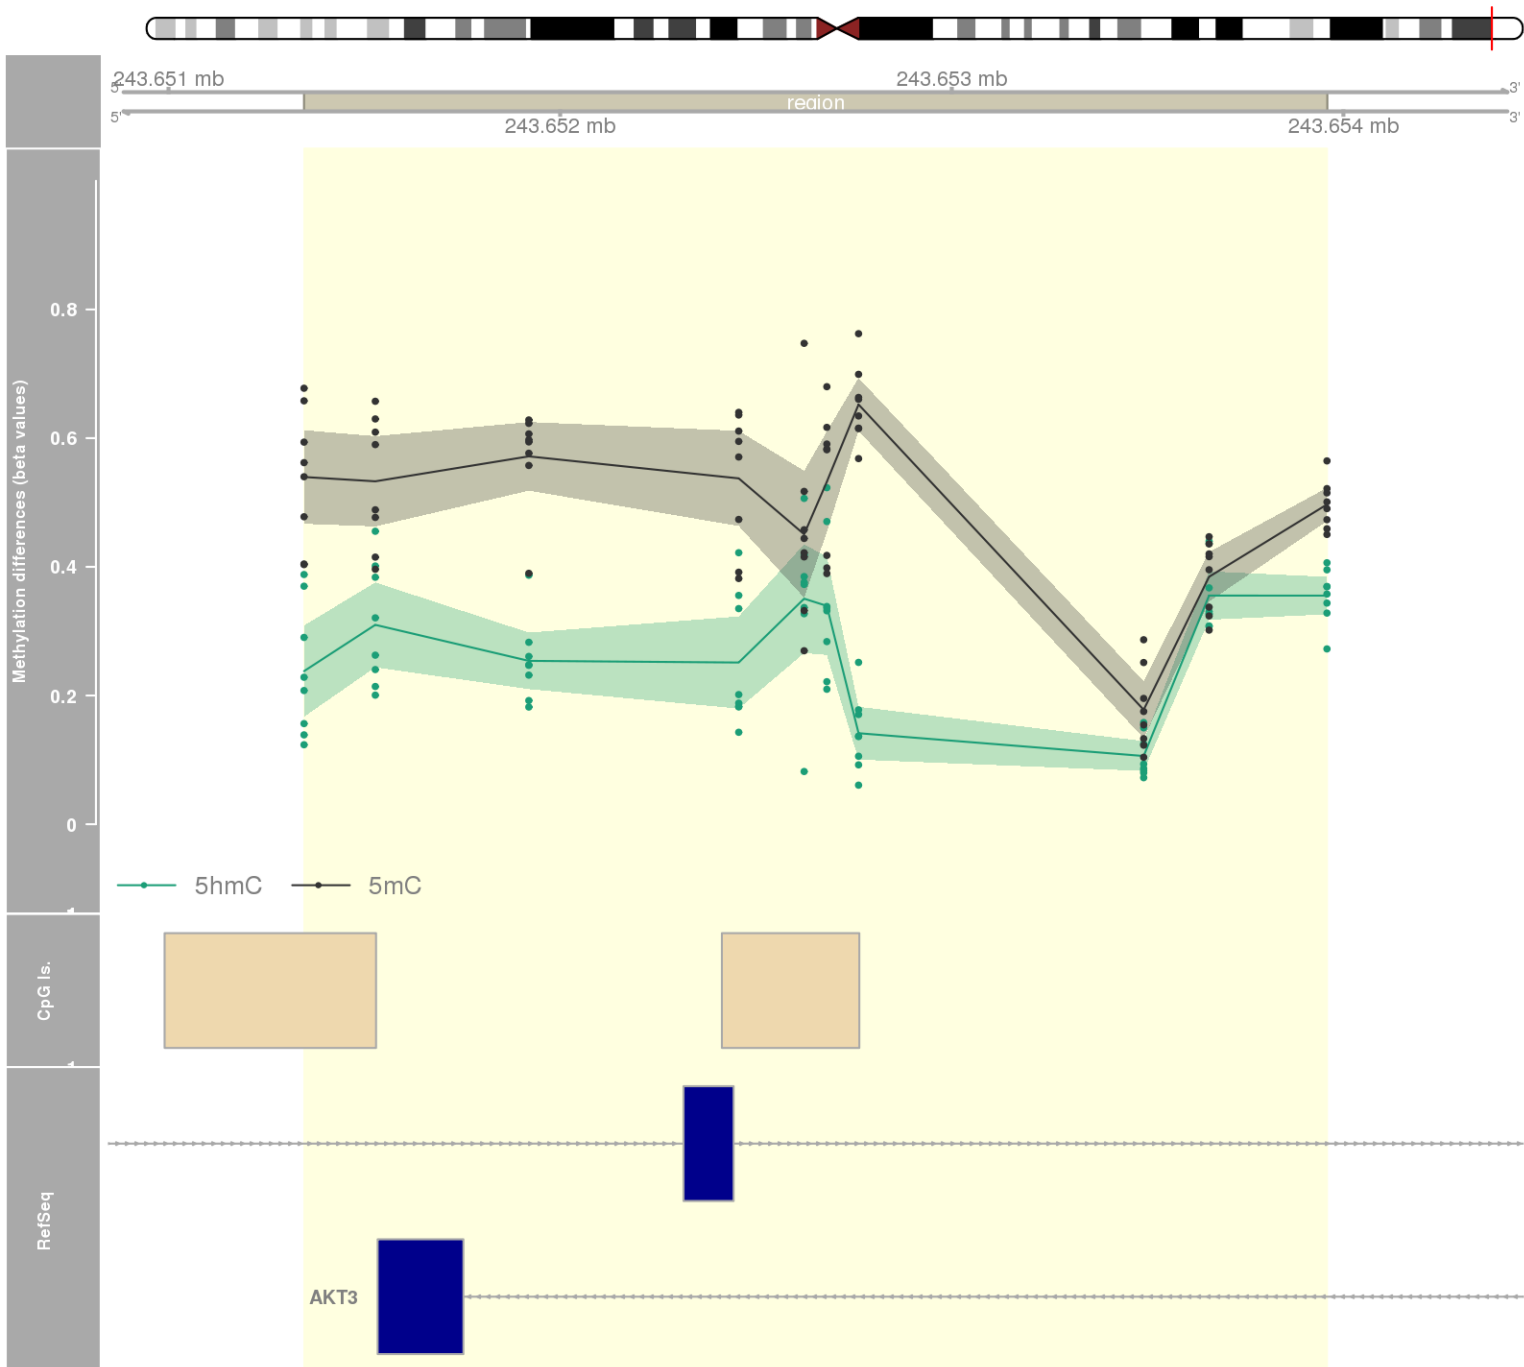 243.651 mb
243.653 mb
5'
3'
region
5'
3'
243.652 mb
243.654 mb
Methylation differences (beta values)
0.8
0.6
0.4
0.2
0
5hmC
5mC
CpG Is.
RefSeq
AKT3